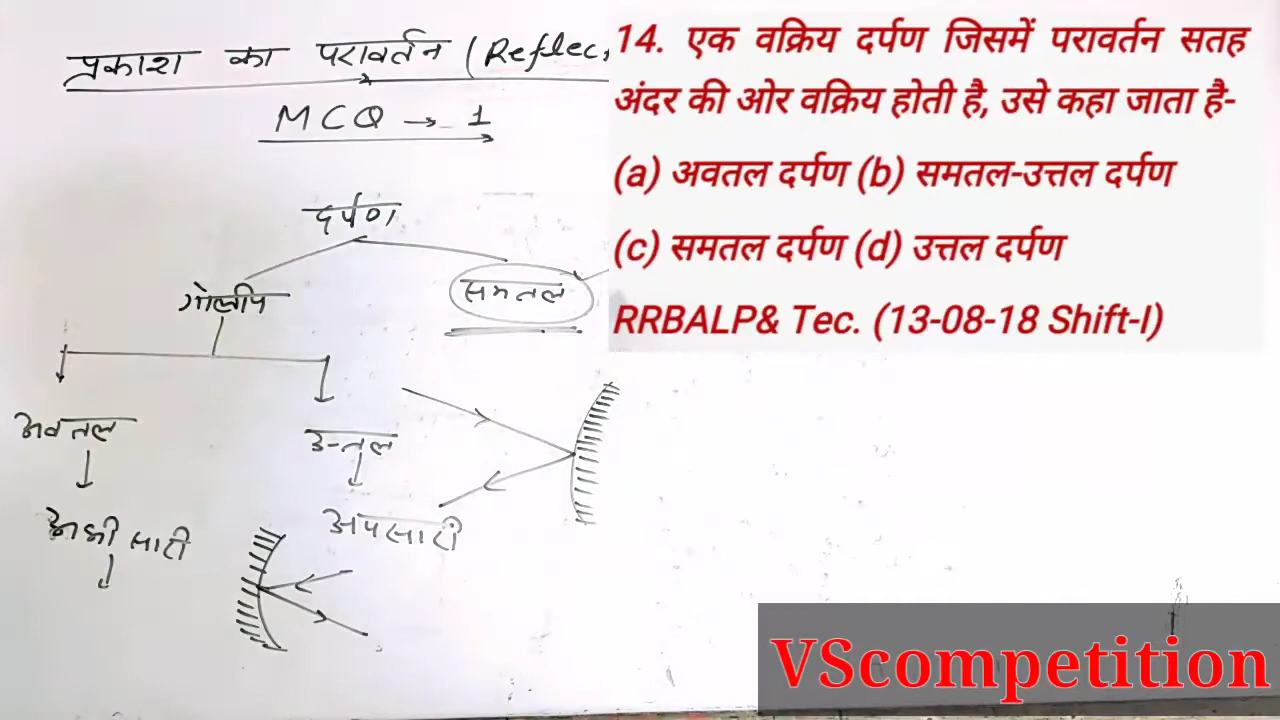 प्रकाश का परावर्तन (Reflec
MCQ → 1
दर्पण
गोलीय
समतल
अवतल
उत्तल
अभीसारी
अपसारी
14. एक वक्रिय दर्पण जिसमें परावर्तन सतह
अंदर की ओर वक्रिय होती है, उसे कहा जाता है-
(a) अवतल दर्पण (b) समतल-उत्तल दर्पण
(c) समतल दर्पण (d) उत्तल दर्पण
RRBALP& Tec. (13-08-18 Shift-I)
VScompetition